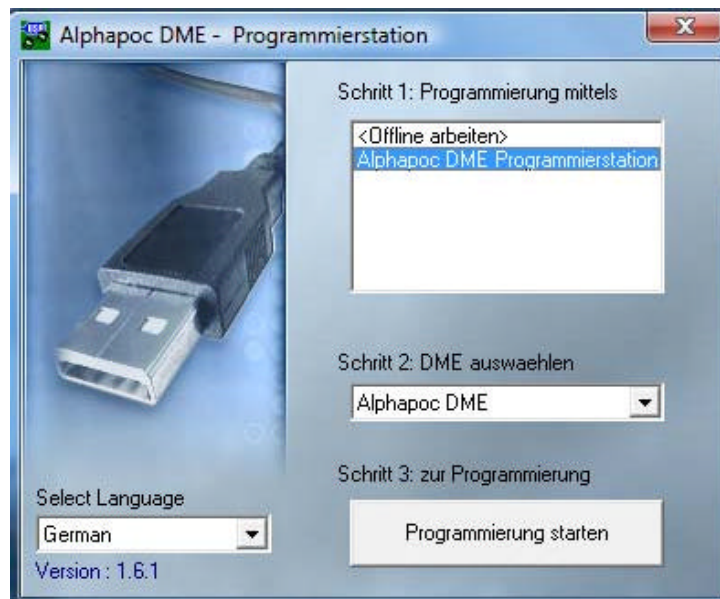 Alphapoc DME - Programmierstation
Schritt 1: Programmierung mittels
<Offline arbeiten>
Alphapoc DME Programmierstation
Schritt 2: DME auswaehlen
Alphapoc DME
Schritt 3: zur Programmierung
Programmierung starten
Select Language
German
Version : 1.6.1